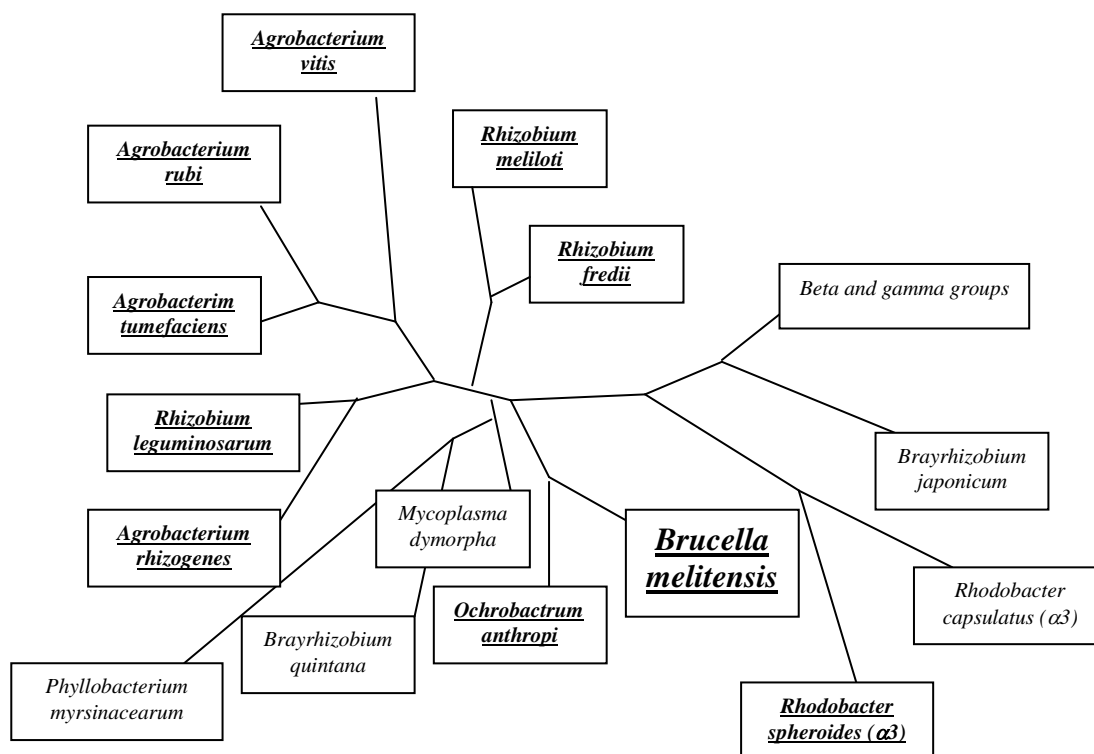 Agrobacterium
vitis
Rhizobium
meliloti
Agrobacterium
rubi
Rhizobium
fredii
Beta and gamma groups
Agrobacterim
tumefaciens
Rhizobium
leguminosarum
Brayrhizobium
japonicum
Mycoplasma
dymorpha
Agrobacterium
rhizogenes
Brucella
melitensis
Rhodobacter
capsulatus (α3)
Ochrobactrum
anthropi
Brayrhizobium
quintana
Phyllobacterium
myrsinacearum
Rhodobacter
spheroides (α3)